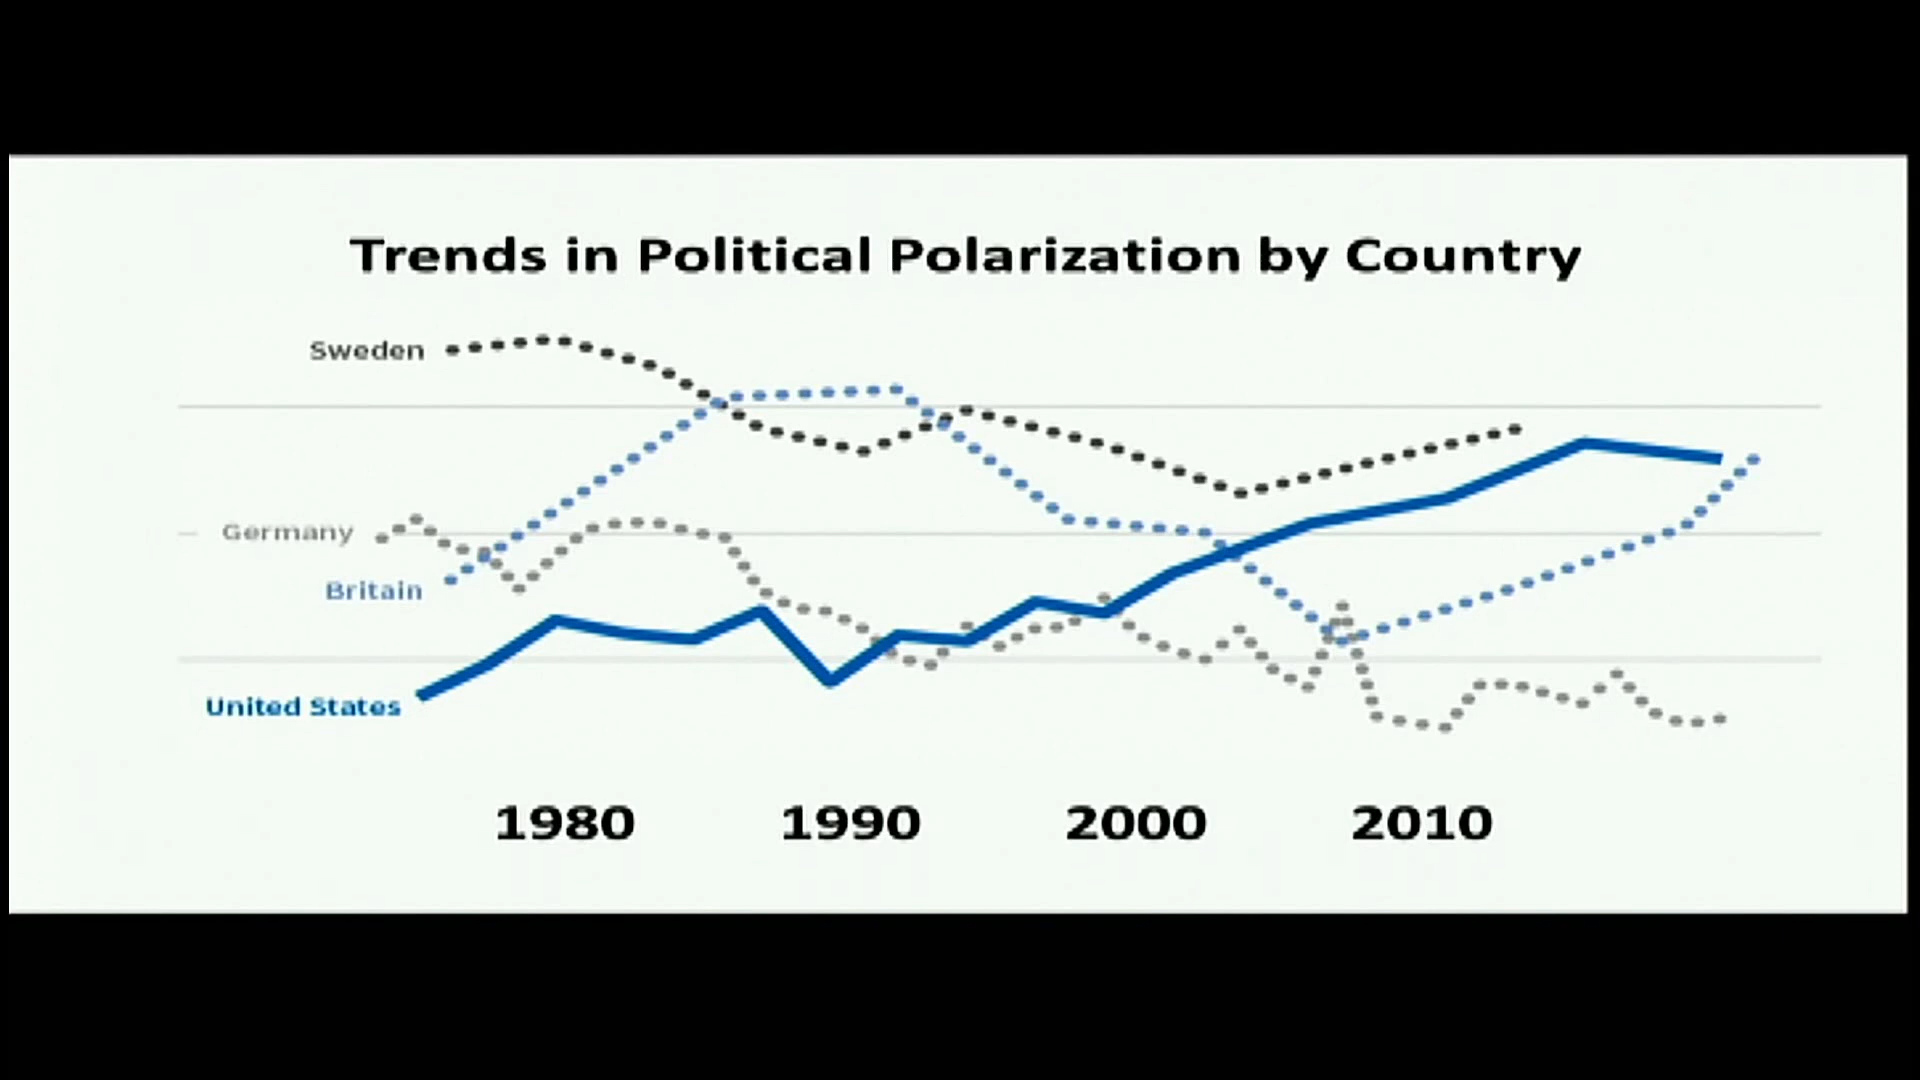 Trends in Political Polarization by Country
Sweden
Germany
Britain
United States
1980 1990 2000 2010